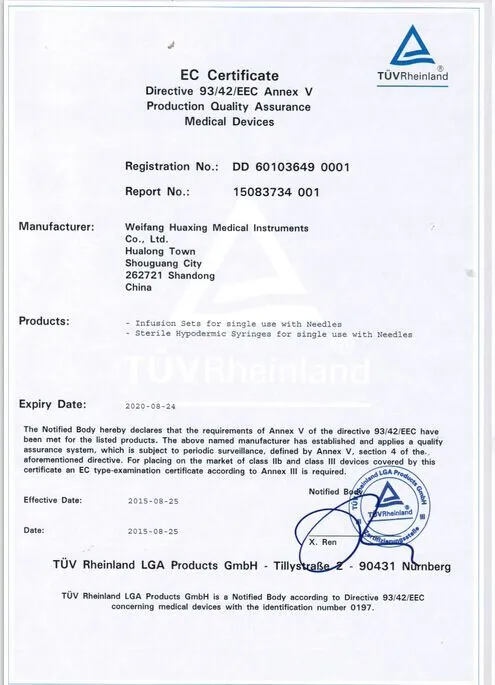 TÜVRheinland®
EC Certificate
Directive 93/42/EEC Annex V
Production Quality Assurance
Medical Devices
Registration No.: DD 60103649 0001
Report No.: 15083734 001
Manufacturer: Weifang Huaxing Medical Instruments
Co., Ltd.
Hualong Town
Shouguang City
262721 Shandong
China
Products: - Infusion Sets for single use with Needles
- Sterile Hypodermic Syringes for single use with Needles
TÜVRheinland
Expiry Date: 2020-08-24
The Notified Body hereby declares that the requirements of Annex V of the directive 93/42/EEC have
been met for the listed products. The above named manufacturer has established and applies a quality
assurance system, which is subject to periodic surveillance, defined by Annex V, section 4 of the
aforementioned directive. For placing on the market of class IIb and class III devices covered by this
certificate an EC type-examination certificate according to Annex III is required.
Notified Body
Effective Date: 2015-08-25
TÜV Rheinland LGA Products GmbH
TÜVRheinland®
Zertifizierungsstelle
Date: 2015-08-25
X. Ren
TÜV Rheinland LGA Products GmbH - Tillystraße 2 - 90431 Nürnberg
TÜV Rheinland LGA Products GmbH is a Notified Body according to Directive 93/42/EEC
concerning medical devices with the identification number 0197.